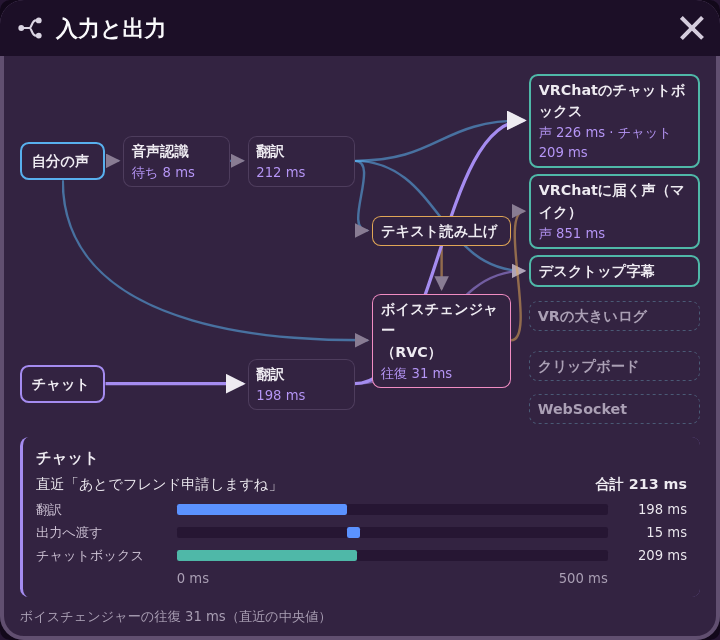 入力と出力
自分の声
音声認識
待ち 8 ms
翻訳
212 ms
VRChatのチャットボ
ックス
声 226 ms · チャット
209 ms
VRChatに届く声（マ
イク）
声 851 ms
テキスト読み上げ
デスクトップ字幕
ボイスチェンジャ
ー
（RVC）
往復 31 ms
VRの大きいログ
クリップボード
WebSocket
チャット
翻訳
198 ms
チャット
直近「あとでフレンド申請しますね」 合計 213 ms
翻訳 198 ms
出力へ渡す 15 ms
チャットボックス 209 ms
0 ms 500 ms
ボイスチェンジャーの往復 31 ms（直近の中央値）